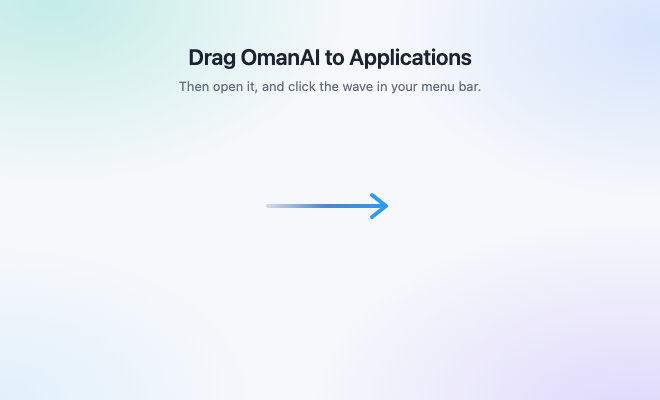 Drag OmanAI to Applications
Then open it, and click the wave in your menu bar.